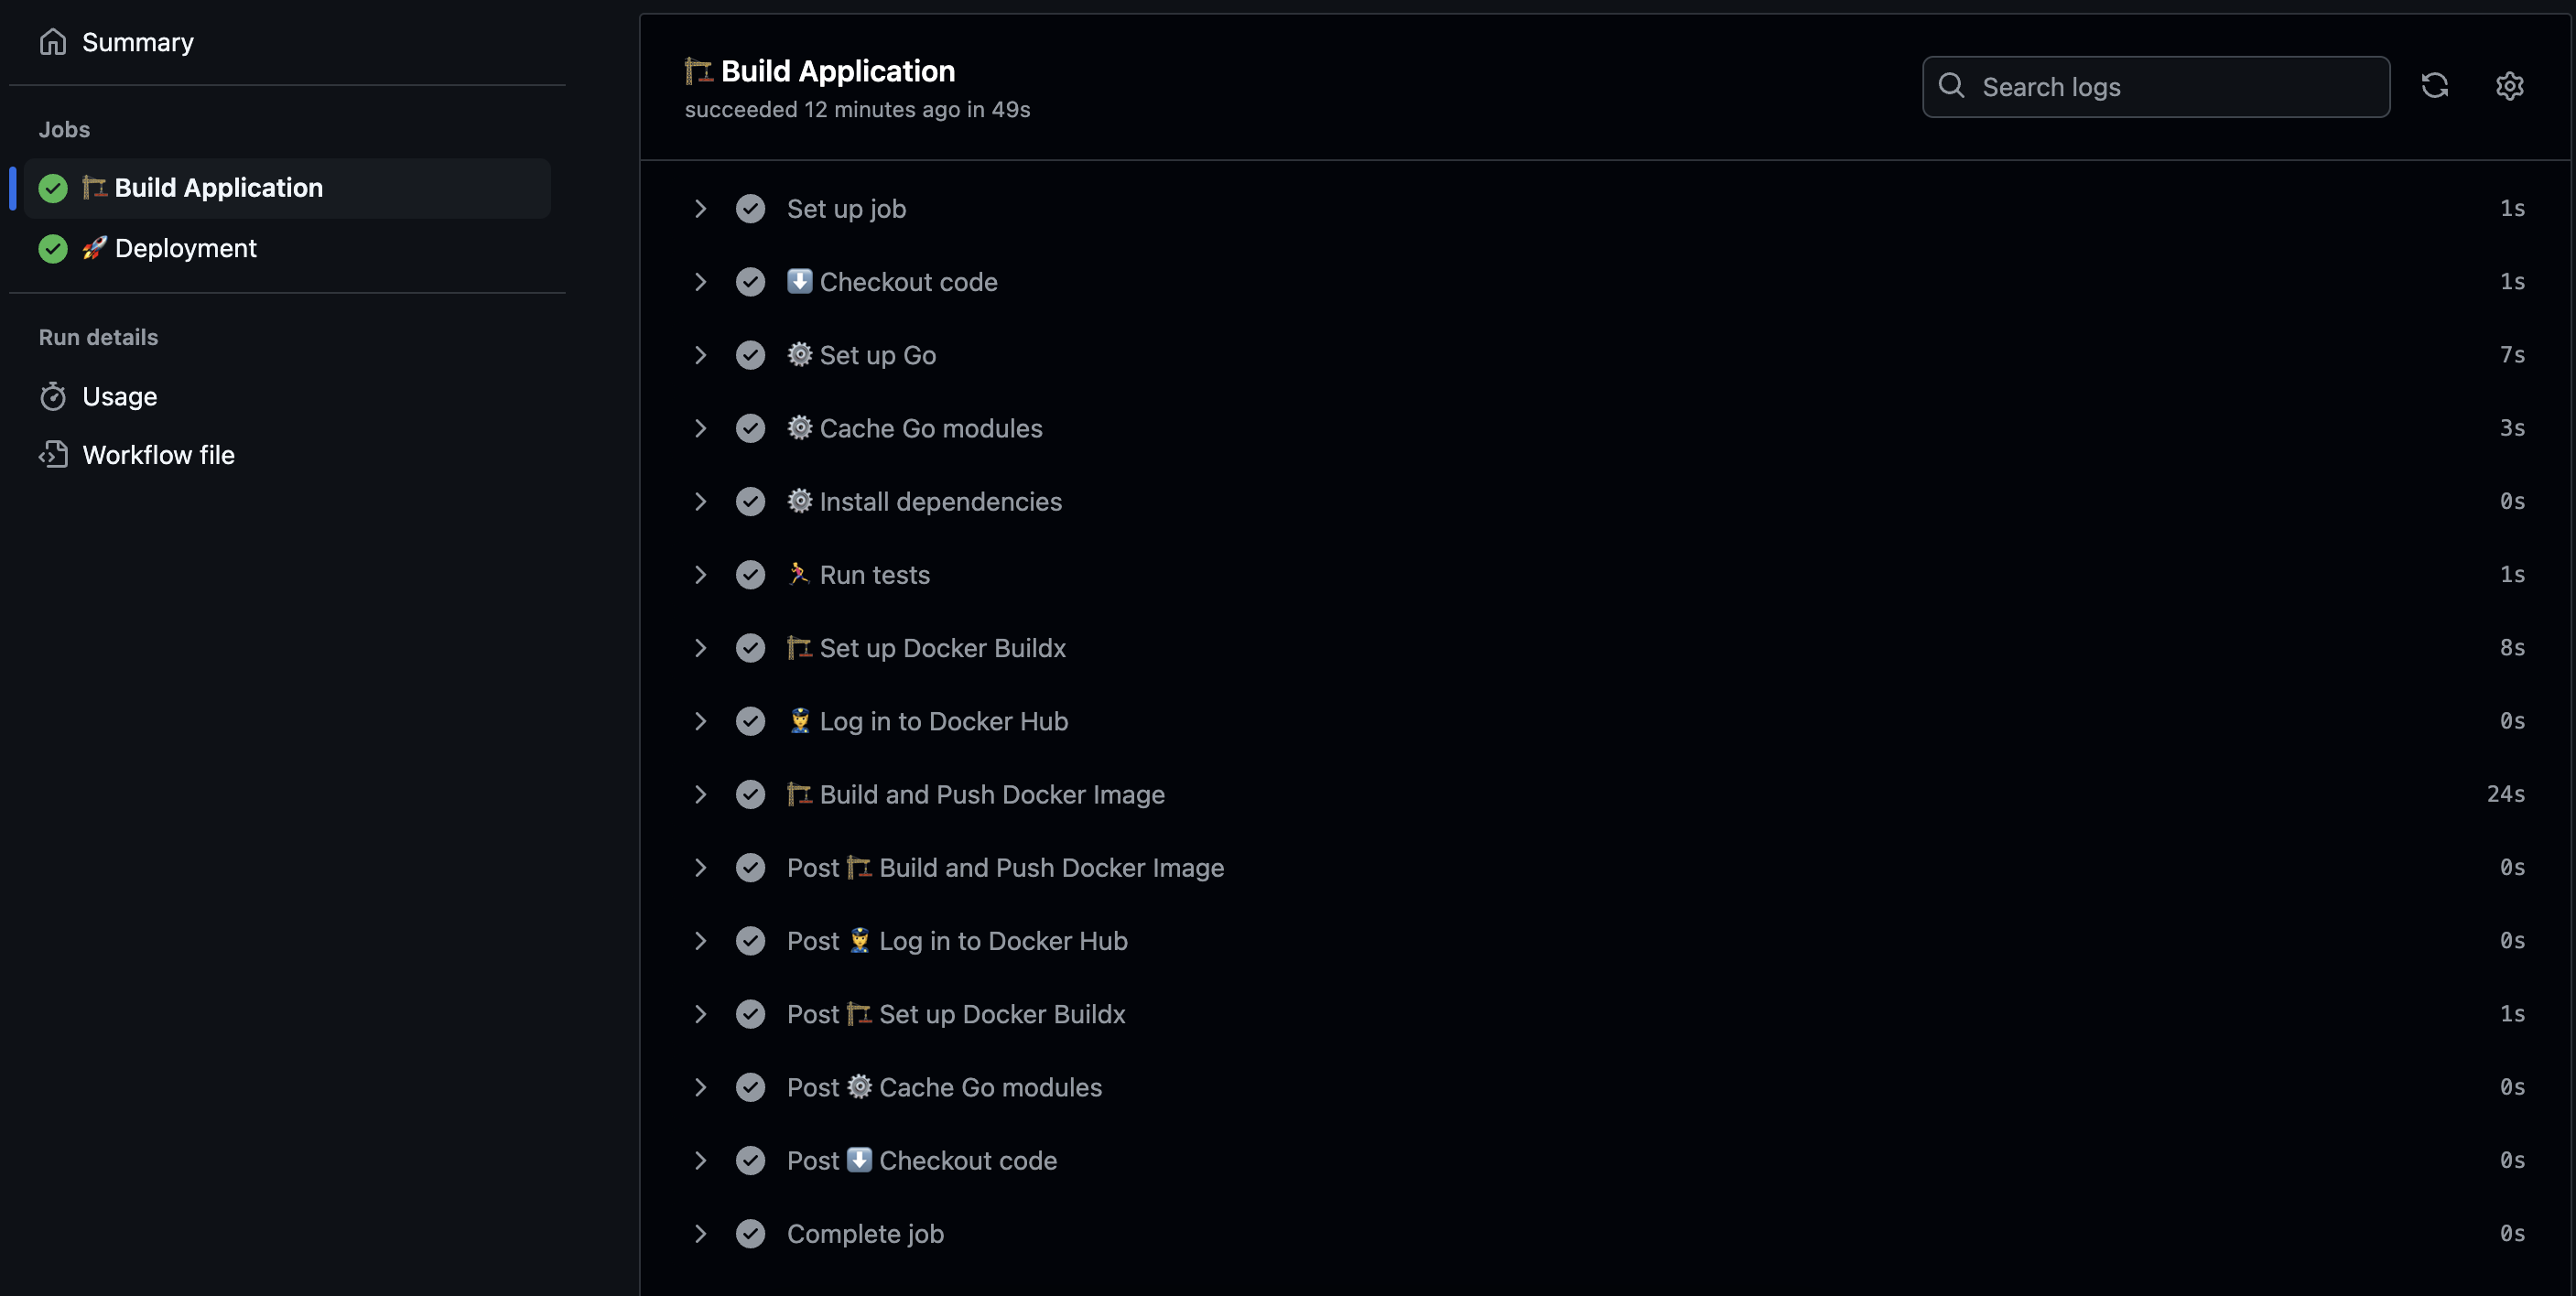 Summary
Jobs
🏗️ Build Application
🚀 Deployment
Run details
Usage
Workflow file
🏗️ Build Application
succeeded 12 minutes ago in 49s
Search logs
Set up job 1s
⬇️ Checkout code 1s
⚙️ Set up Go 7s
⚙️ Cache Go modules 3s
⚙️ Install dependencies 0s
🏃‍♀️ Run tests 1s
🏗️ Set up Docker Buildx 8s
👮 Log in to Docker Hub 0s
🏗️ Build and Push Docker Image 24s
Post 🏗️ Build and Push Docker Image 0s
Post 👮 Log in to Docker Hub 0s
Post 🏗️ Set up Docker Buildx 1s
Post ⚙️ Cache Go modules 0s
Post ⬇️ Checkout code 0s
Complete job 0s